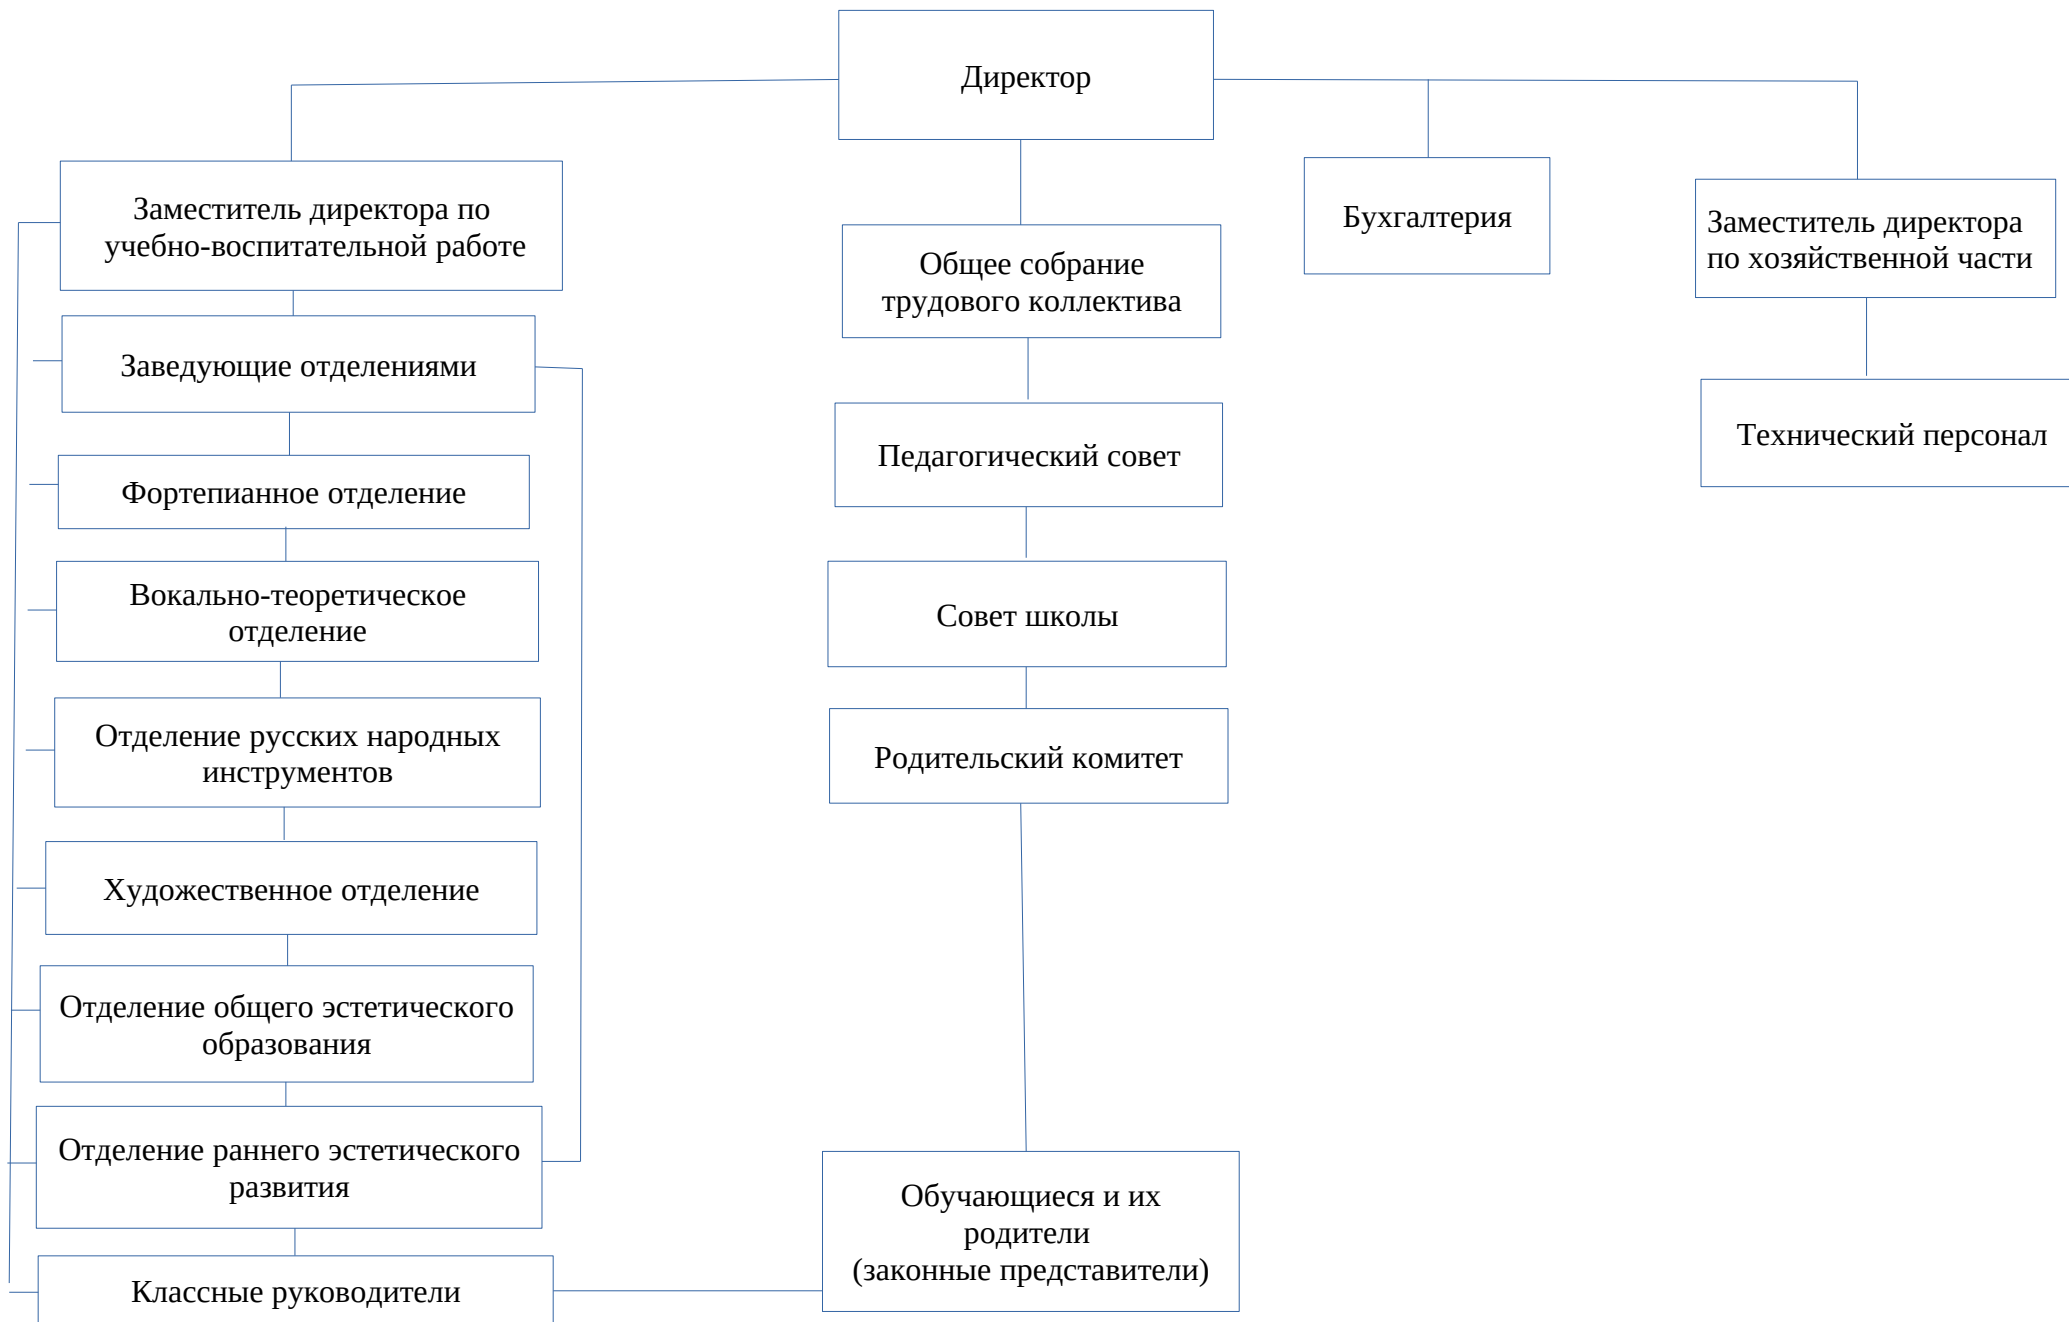 Директор
Заместитель директора по
учебно-воспитательной работе
Заведующие отделениями
Фортепианное отделение
Вокально-теоретическое
отделение
Отделение русских народных
инструментов
Художественное отделение
Отделение общего эстетического
образования
Отделение раннего эстетического
развития
Классные руководители
Общее собрание
трудового коллектива
Педагогический совет
Совет школы
Родительский комитет
Обучающиеся и их
родители
(законные представители)
Бухгалтерия
Заместитель директора
по хозяйственной части
Технический персонал